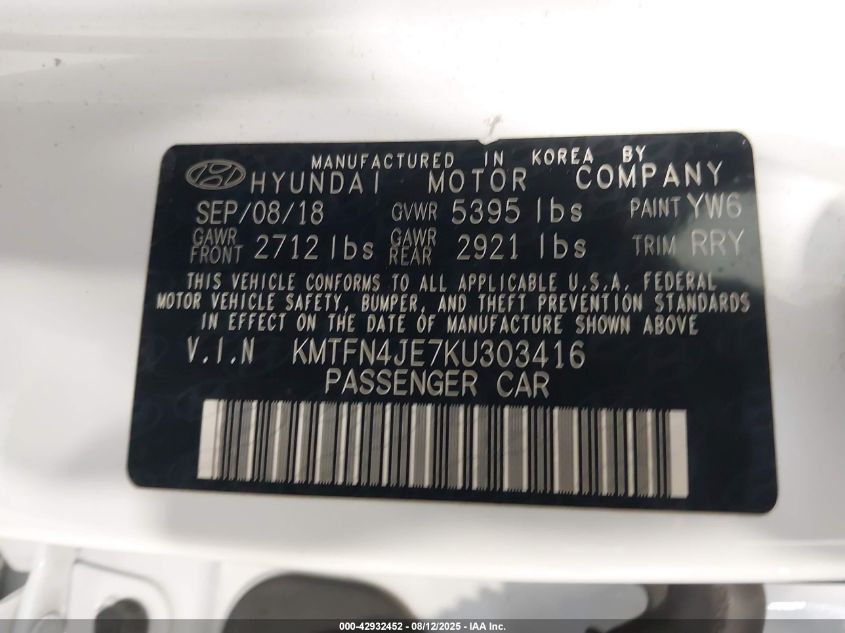 MANUFACTURED IN KOREA BY
HYUNDAI MOTOR COMPANY
SEP/08/18 GVWR 5395 lbs PAINT YW6
GAWR FRONT 2712 lbs GAWR REAR 2921 lbs TRIM RRY
THIS VEHICLE CONFORMS TO ALL APPLICABLE U.S.A. FEDERAL
MOTOR VEHICLE SAFETY, BUMPER, AND THEFT PREVENTION STANDARDS
IN EFFECT ON THE DATE OF MANUFACTURE SHOWN ABOVE
V.I.N KMTFN4JE7KU303416
PASSENGER CAR
000-42932452 - 08/12/2025 - IAA Inc.